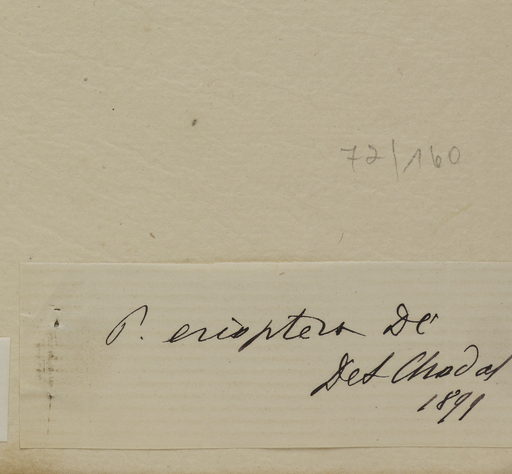 72/160
P. erioptera DC
Det Chodat
1891